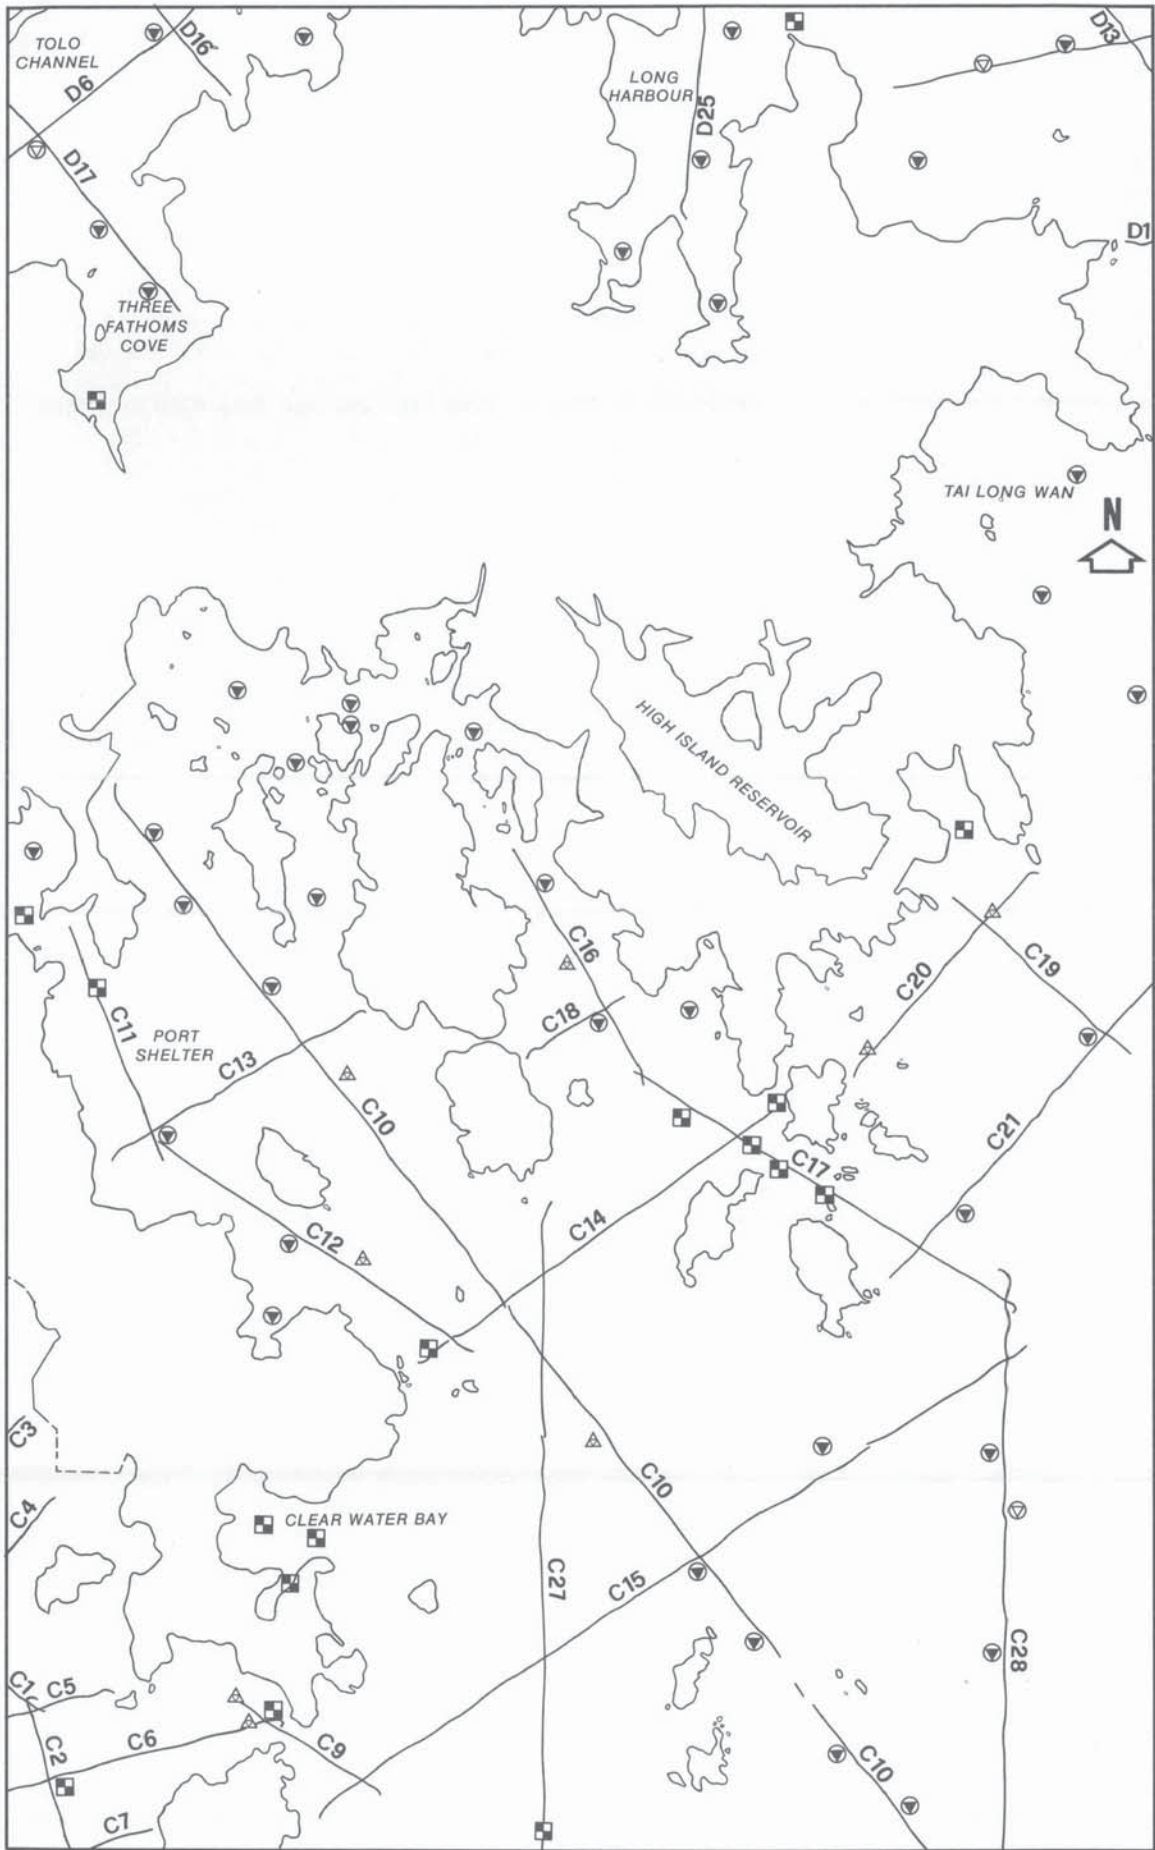 TOLO
CHANNEL
D16
D6
LONG
HARBOUR
D25
D13
D17
D1
THREE
FATHOMS
COVE
TAI LONG WAN
N
HIGH ISLAND RESERVOIR
C16
C20
C19
C11
PORT
SHELTER
C13
C18
C10
C21
C17
C12
C14
C3
C10
C4
CLEAR WATER BAY
C27
C15
C28
C1
C5
C2
C6
C9
C10
C7